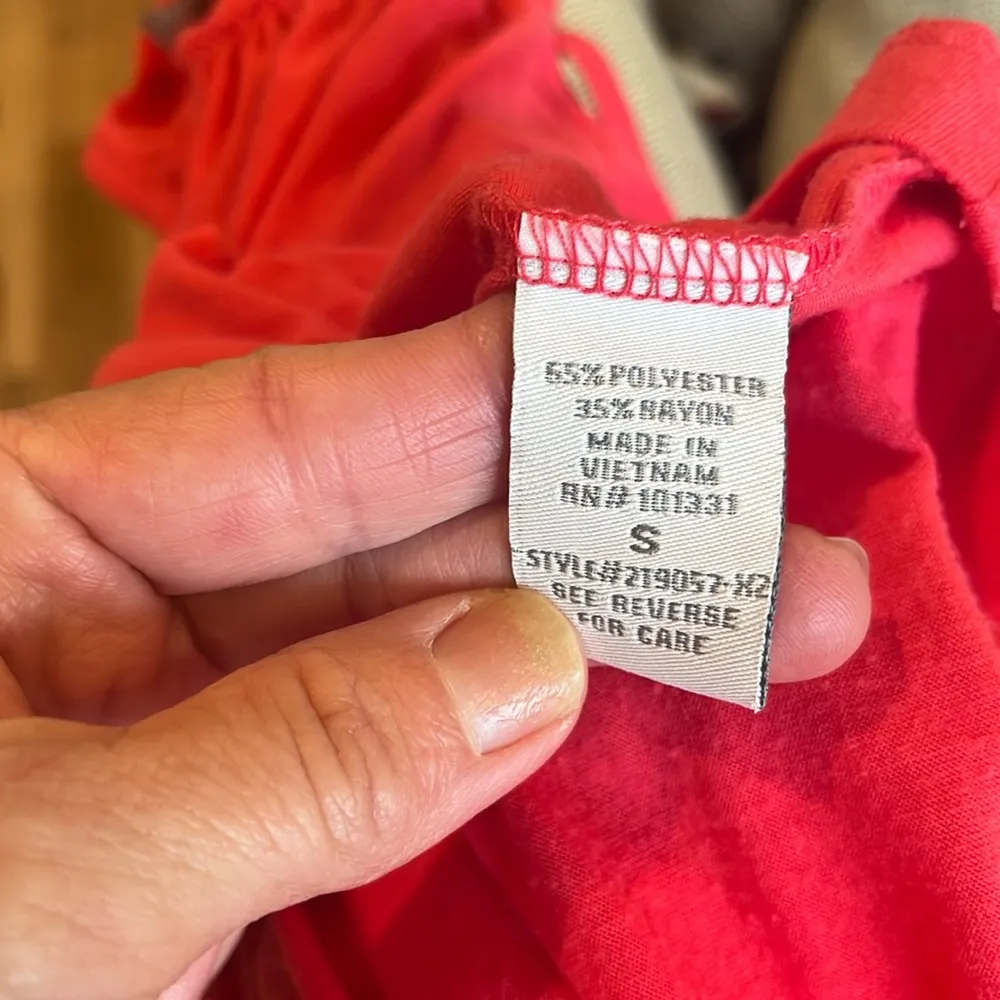 65% POLYESTER
35% RAYON
MADE IN
VIETNAM
RN# 101331
S
STYLE#219057-X2
SEE REVERSE
FOR CARE